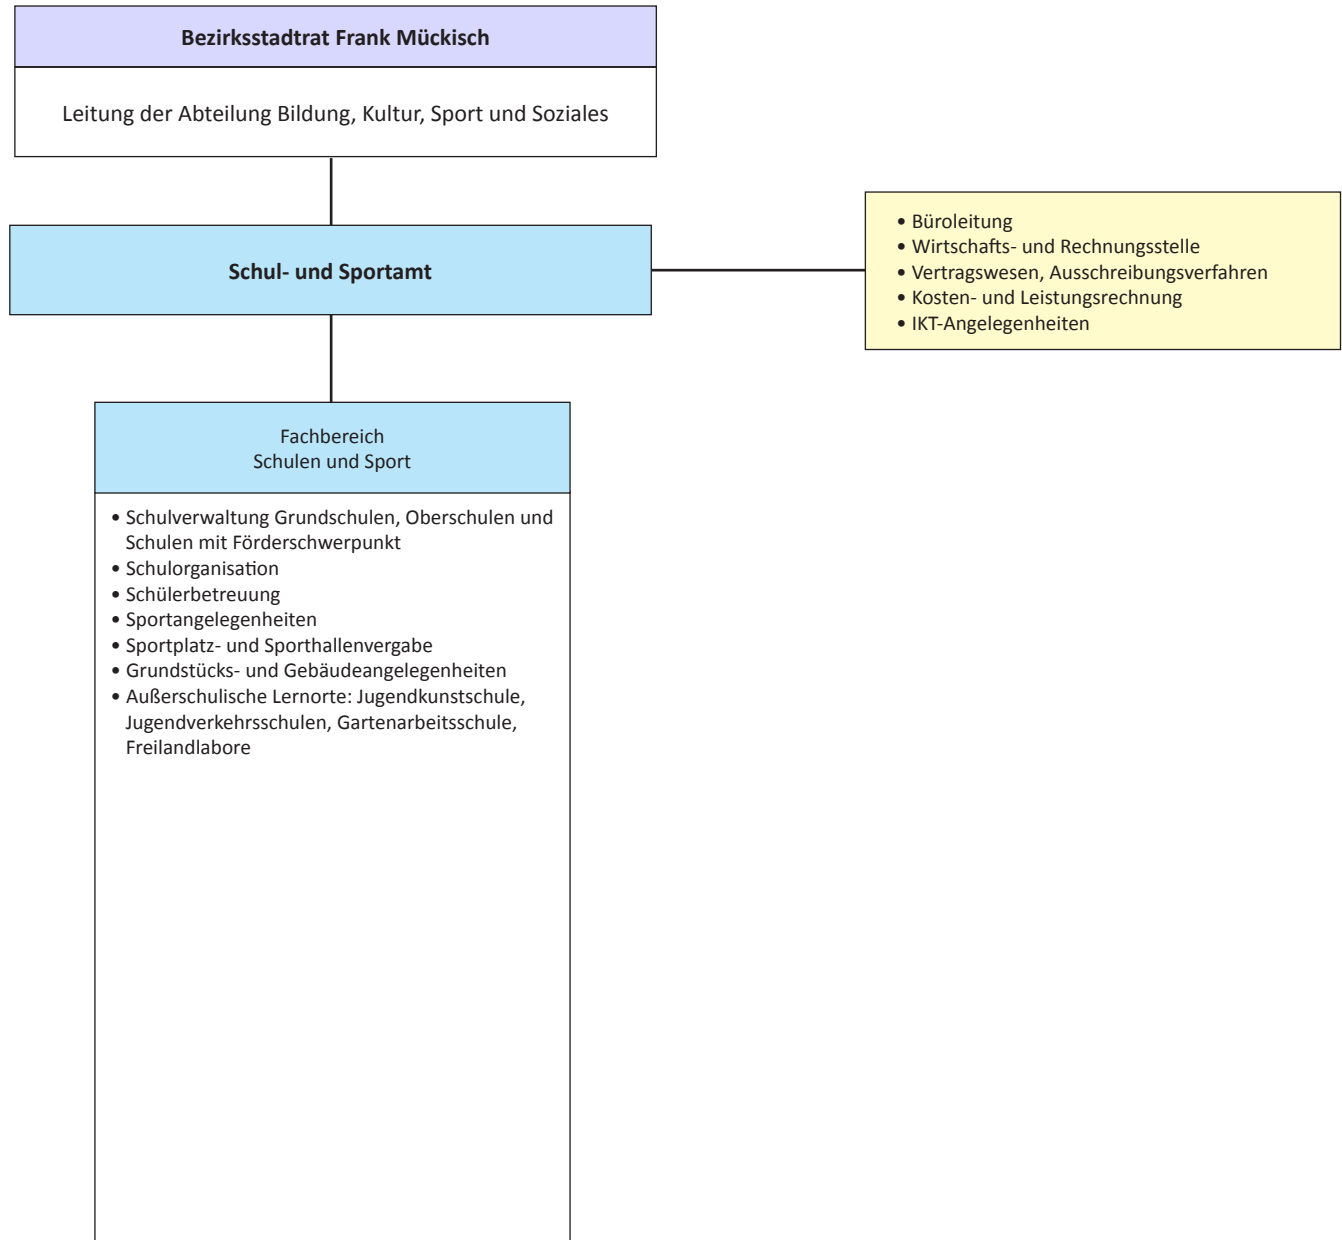 Bezirksstadtrat Frank Mückisch
Leitung der Abteilung Bildung, Kultur, Sport und Soziales
Schul- und Sportamt
• Büroleitung
• Wirtschafts- und Rechnungsstelle
• Vertragswesen, Ausschreibungsverfahren
• Kosten- und Leistungsrechnung
• IKT-Angelegenheiten
Fachbereich
Schulen und Sport
• Schulverwaltung Grundschulen, Oberschulen und
Schulen mit Förderschwerpunkt
• Schulorganisation
• Schülerbetreuung
• Sportangelegenheiten
• Sportplatz- und Sporthallenvergabe
• Grundstücks- und Gebäudeangelegenheiten
• Außerschulische Lernorte: Jugendkunstschule,
Jugendverkehrsschulen, Gartenarbeitsschule,
Freilandlabore